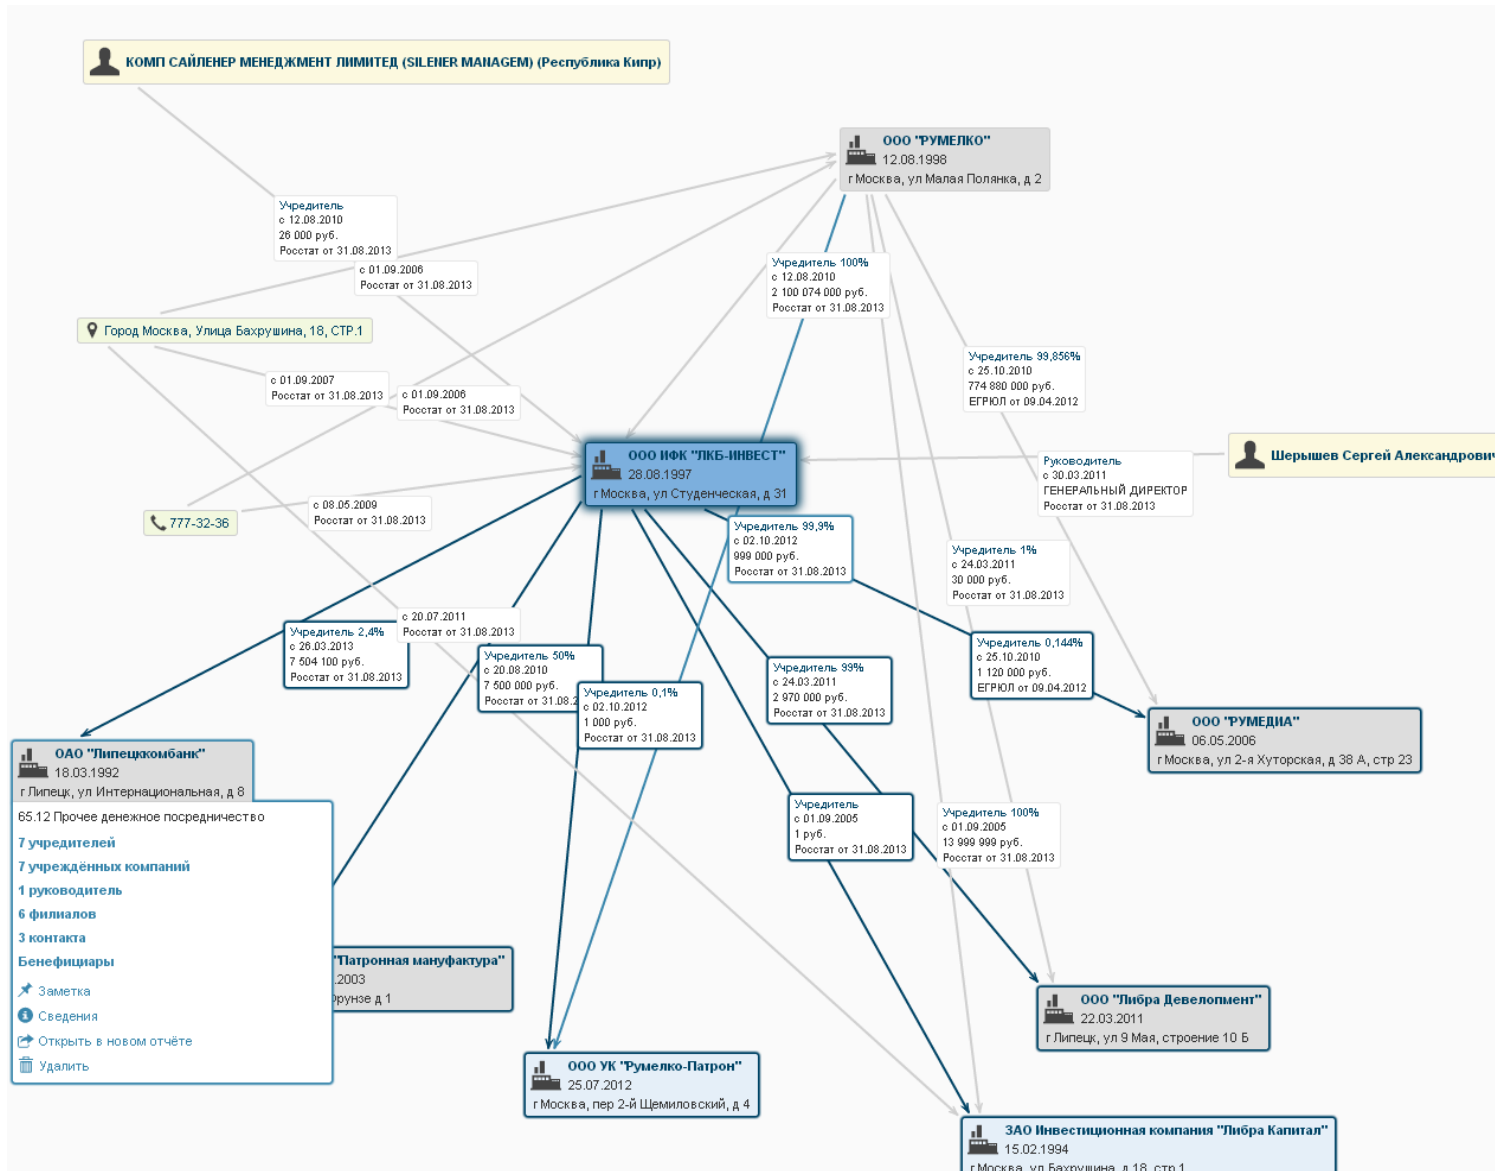 КОМП САЙЛЕНЕР МЕНЕДЖМЕНТ ЛИМИТЕД (SILENER MANAGEM) (Республика Кипр)
ООО "РУМЕЛКО"
12.08.1998
г Москва, ул Малая Полянка, д 2
Учредитель
с 12.08.2010
26 000 руб.
Росстат от 31.08.2013
с 01.09.2006
Росстат от 31.08.2013
Учредитель 100%
с 12.08.2010
2 100 074 000 руб.
Росстат от 31.08.2013
Город Москва, Улица Бахрушина, 18, СТР.1
Учредитель 99,856%
с 25.10.2010
774 880 000 руб.
ЕГРЮЛ от 09.04.2012
с 01.09.2007
Росстат от 31.08.2013
с 01.09.2006
Росстат от 31.08.2013
ООО ИФК "ЛКБ-ИНВЕСТ"
28.08.1997
г Москва, ул Студенческая, д 31
Шерышев Сергей Александрович
Руководитель
с 30.03.2011
ГЕНЕРАЛЬНЫЙ ДИРЕКТОР
Росстат от 31.08.2013
с 08.05.2009
Росстат от 31.08.2013
777-32-36
Учредитель 99,9%
с 02.10.2012
999 000 руб.
Росстат от 31.08.2013
Учредитель 1%
с 24.03.2011
30 000 руб.
Росстат от 31.08.2013
с 20.07.2011
Росстат от 31.08.2013
Учредитель 2,4%
с 26.03.2013
7 504 100 руб.
Росстат от 31.08.2013
Учредитель 50%
с 20.08.2010
7 500 000 руб.
Росстат от 31.08.2
Учредитель 0,1%
с 02.10.2012
1 000 руб.
Росстат от 31.08.2013
Учредитель 99%
с 24.03.2011
2 970 000 руб.
Росстат от 31.08.2013
Учредитель 0,144%
с 25.10.2010
1 120 000 руб.
ЕГРЮЛ от 09.04.2012
ООО "РУМЕДИА"
06.05.2006
г Москва, ул 2-я Хуторская, д 38 А, стр 23
ОАО "Липецккомбанк"
18.03.1992
г Липецк, ул Интернациональная, д 8
65.12 Прочее денежное посредничество
7 учредителей
7 учреждённых компаний
1 руководитель
6 филиалов
3 контакта
Бенефициары
Заметка
Сведения
Открыть в новом отчёте
Удалить
Учредитель
с 01.09.2005
1 руб.
Росстат от 31.08.2013
Учредитель 100%
с 01.09.2005
13 999 999 руб.
Росстат от 31.08.2013
"Патронная мануфактура"
.2003
рунзе д 1
ООО "Либра Девелопмент"
22.03.2011
г Липецк, ул 9 Мая, строение 10 Б
ООО УК "Румелко-Патрон"
25.07.2012
г Москва, пер 2-й Щемиловский, д 4
ЗАО Инвестиционная компания "Либра Капитал"
15.02.1994
г Москва, ул Бахрушина, д 18, стр 1